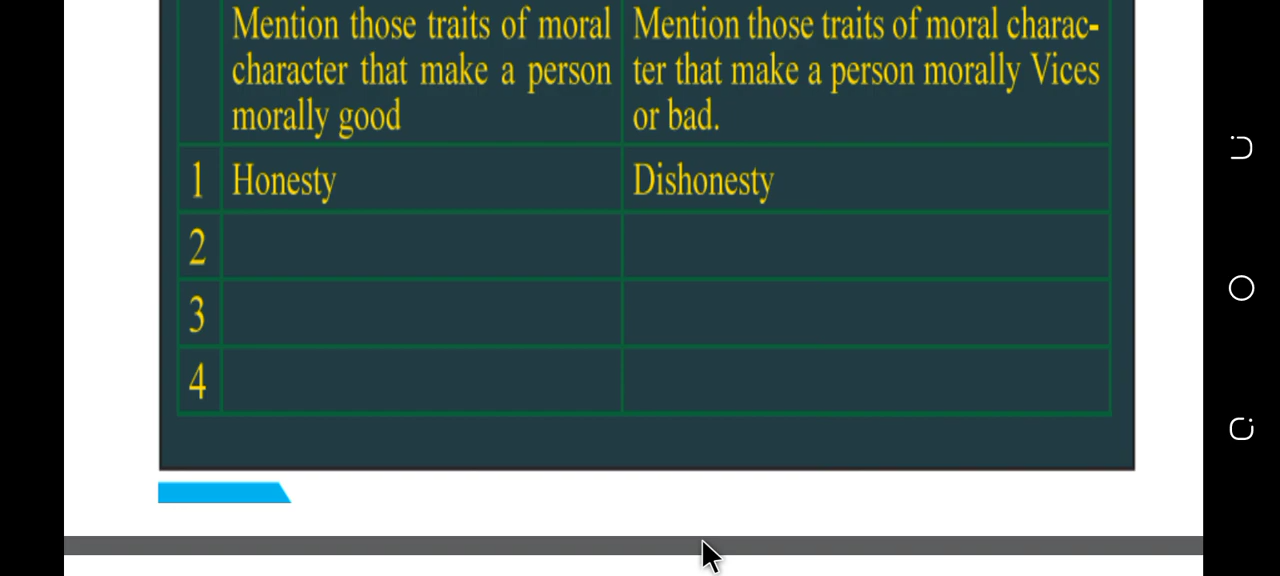 Mention those traits of moral
character that make a person
morally good
Mention those traits of moral charac-
ter that make a person morally Vices
or bad.
1 Honesty Dishonesty
2
3
4